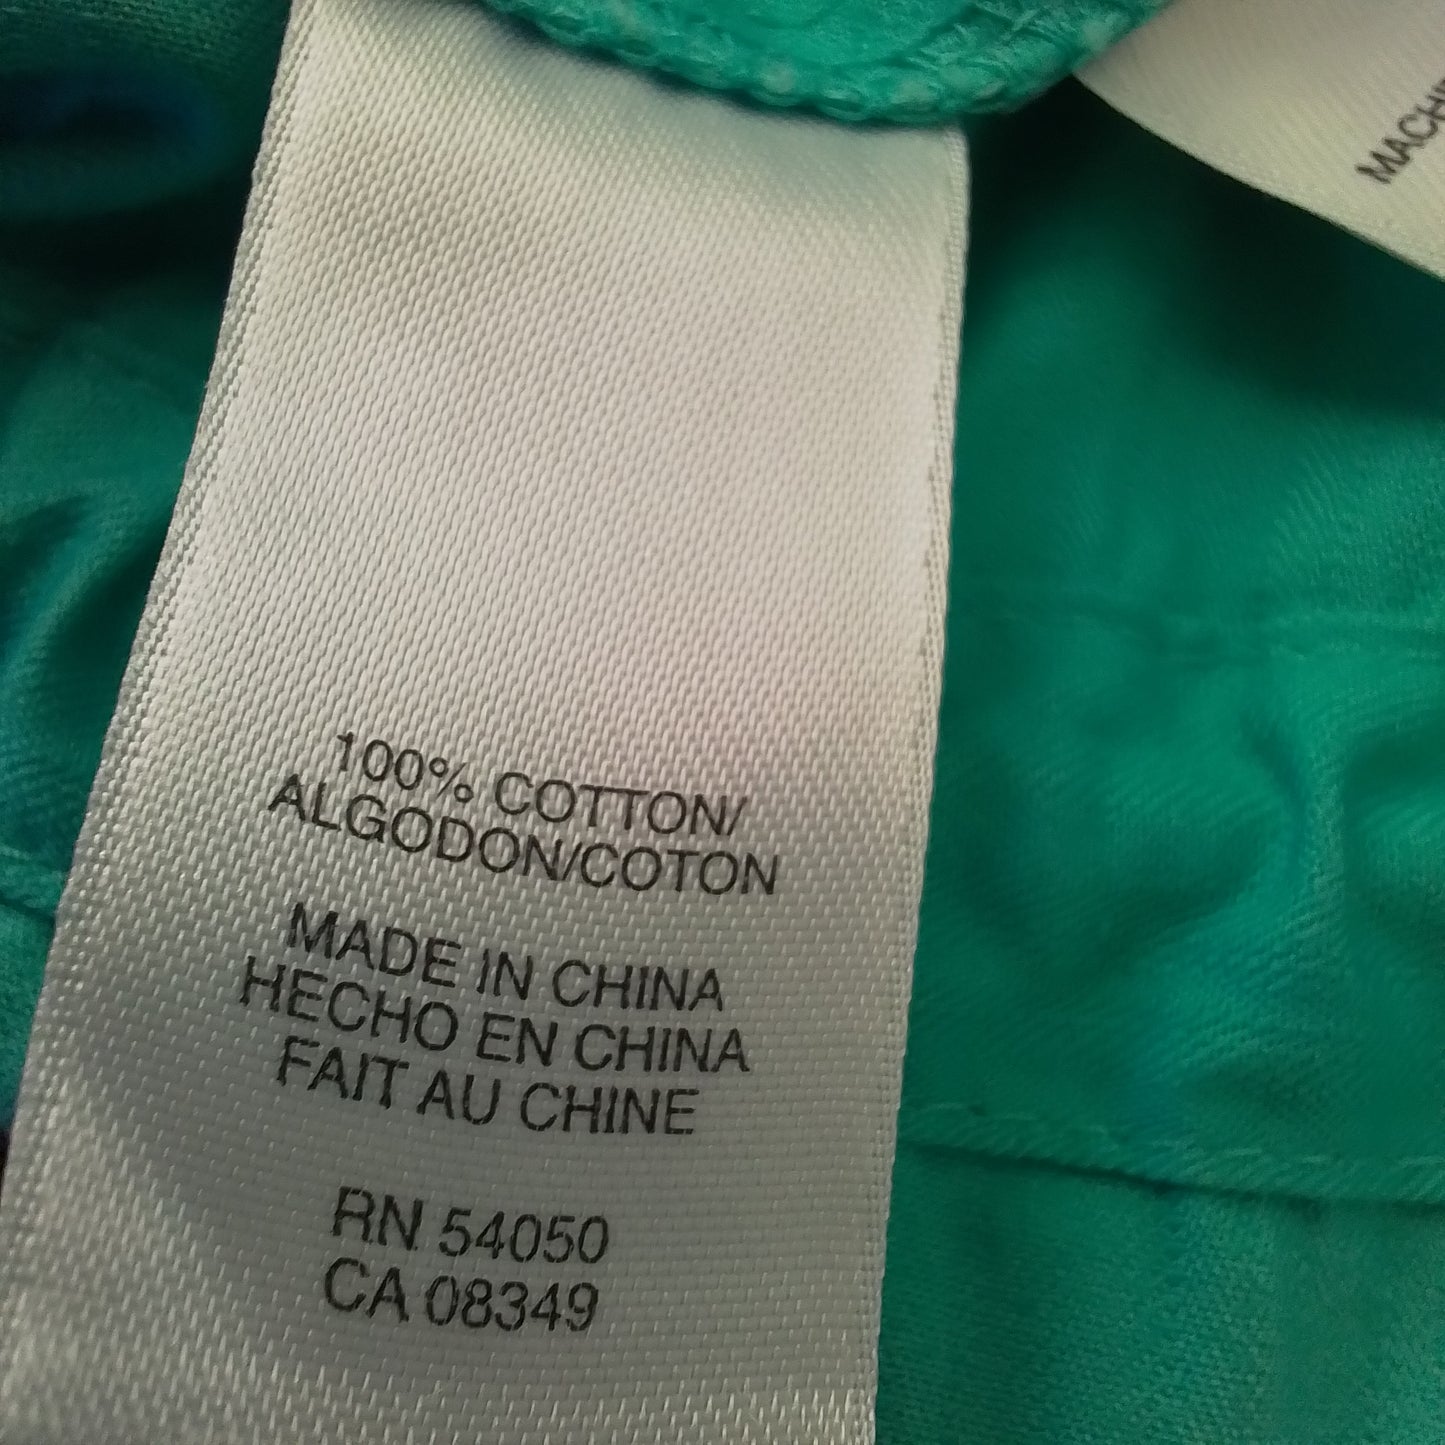 100% COTTON/
ALGODON/COTON
MADE IN CHINA
HECHO EN CHINA
FAIT AU CHINE
RN 54050
CA 08349